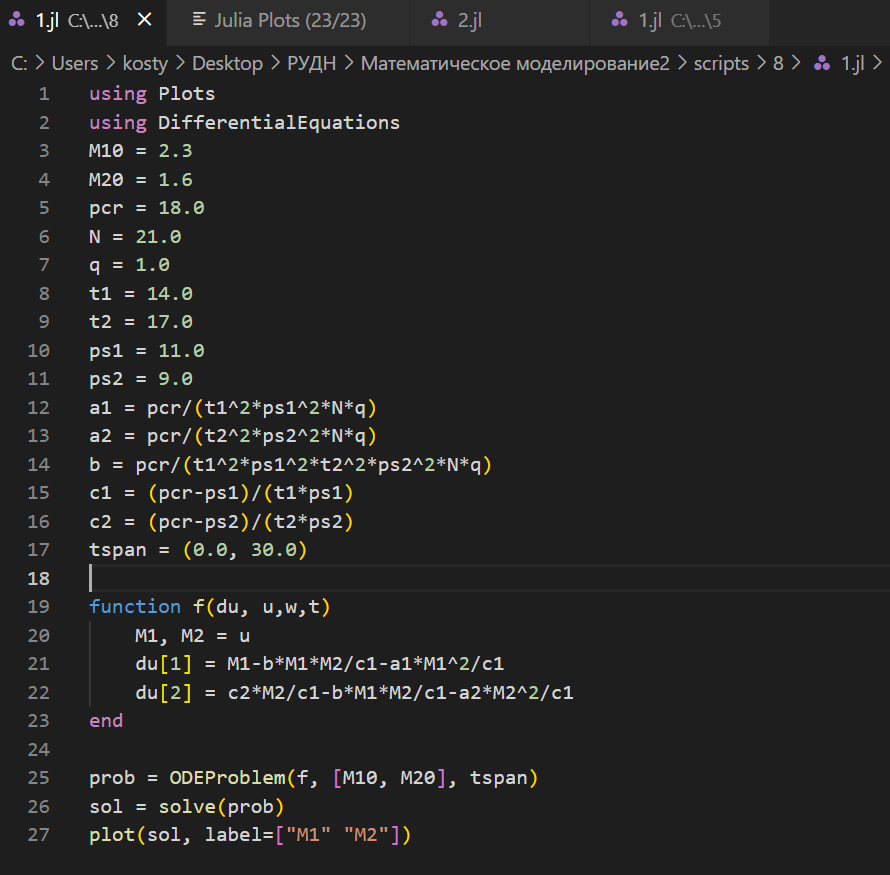 1.jl C:\...\8 × Julia Plots (23/23) 2.jl 1.jl C:\...\5
C: > Users > kosty > Desktop > РУДН > Математическое моделирование2 > scripts > 8 > 1.jl >
1 using Plots
2 using DifferentialEquations
3 M10 = 2.3
4 M20 = 1.6
5 pcr = 18.0
6 N = 21.0
7 q = 1.0
8 t1 = 14.0
9 t2 = 17.0
10 ps1 = 11.0
11 ps2 = 9.0
12 a1 = pcr/(t1^2*ps1^2*N*q)
13 a2 = pcr/(t2^2*ps2^2*N*q)
14 b = pcr/(t1^2*ps1^2*t2^2*ps2^2*N*q)
15 c1 = (pcr-ps1)/(t1*ps1)
16 c2 = (pcr-ps2)/(t2*ps2)
17 tspan = (0.0, 30.0)
18
19 function f(du, u,w,t)
20     M1, M2 = u
21     du[1] = M1-b*M1*M2/c1-a1*M1^2/c1
22     du[2] = c2*M2/c1-b*M1*M2/c1-a2*M2^2/c1
23 end
24
25 prob = ODEProblem(f, [M10, M20], tspan)
26 sol = solve(prob)
27 plot(sol, label=["M1" "M2"])